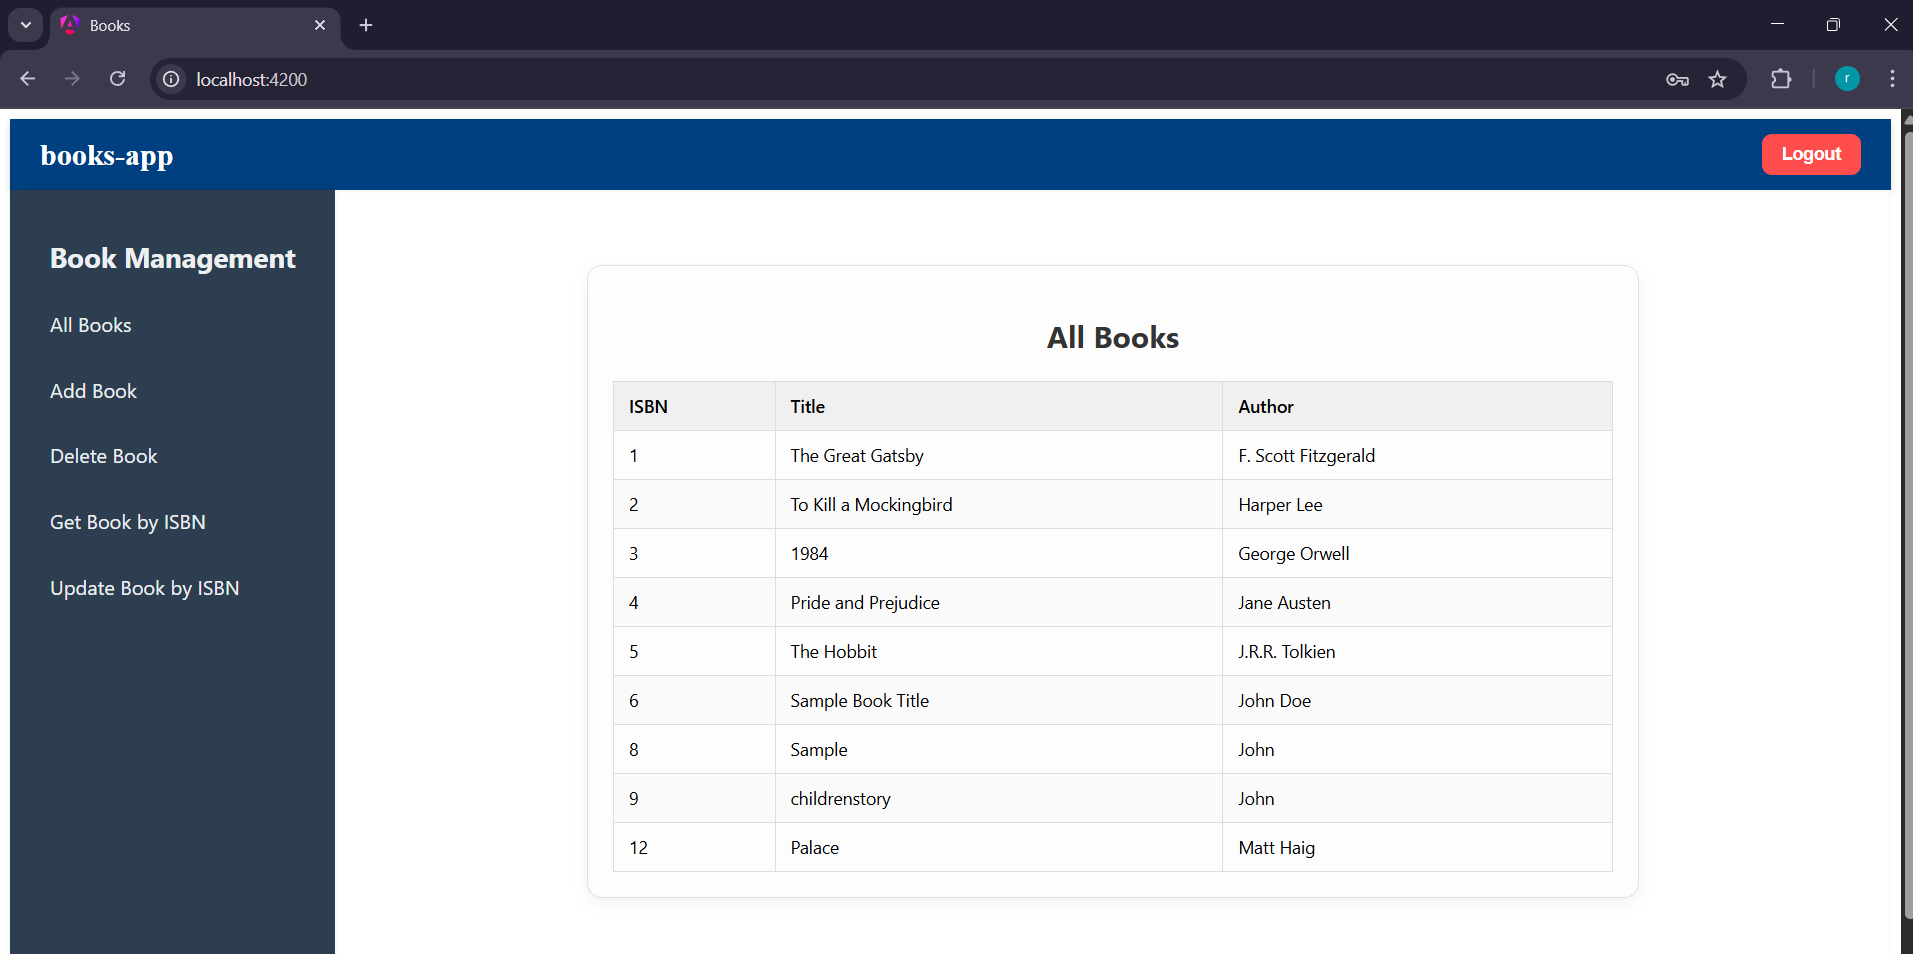 Books
localhost:4200
r
books-app
Logout
Book Management
All Books
Add Book
Delete Book
Get Book by ISBN
Update Book by ISBN
All Books
ISBN Title Author
1 The Great Gatsby F. Scott Fitzgerald
2 To Kill a Mockingbird Harper Lee
3 1984 George Orwell
4 Pride and Prejudice Jane Austen
5 The Hobbit J.R.R. Tolkien
6 Sample Book Title John Doe
8 Sample John
9 childrenstory John
12 Palace Matt Haig